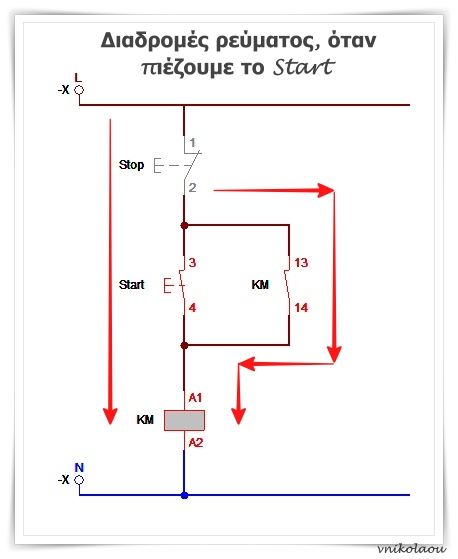 Διαδρομές ρεύματος, όταν
πιέζουμε το Start
L
-X
1
Stop
2
3
13
Start
KM
4
14
A1
KM
A2
N
-X
vnikolaou